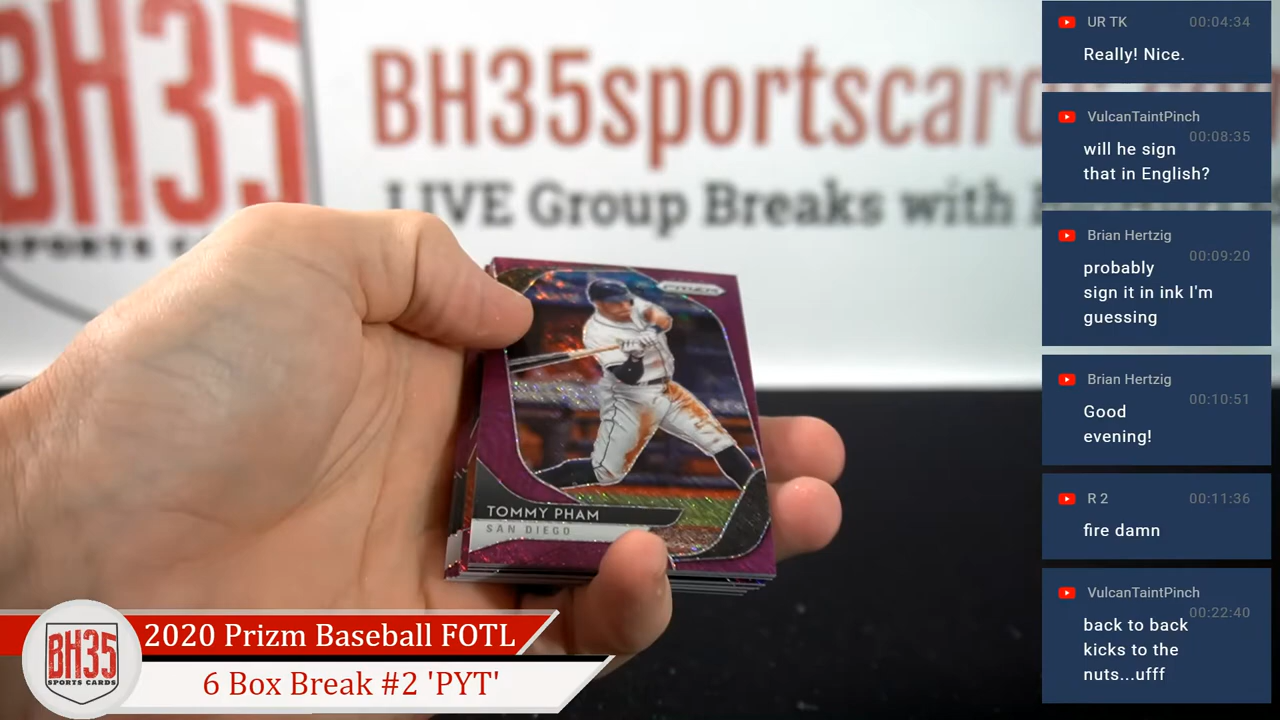 BH35
SPORTS CARDS
BH35sportscar
LIVE Group Breaks with
PRIZM
TOMMY PHAM
SAN DIEGO
BH35
SPORTS CARDS
2020 Prizm Baseball FOTL
6 Box Break #2 'PYT'
UR TK 00:04:34
Really! Nice.
VulcanTaintPinch
00:08:35
will he sign
that in English?
Brian Hertzig
00:09:20
probably
sign it in ink I'm
guessing
Brian Hertzig
00:10:51
Good
evening!
R 2 00:11:36
fire damn
VulcanTaintPinch
00:22:40
back to back
kicks to the
nuts...ufff